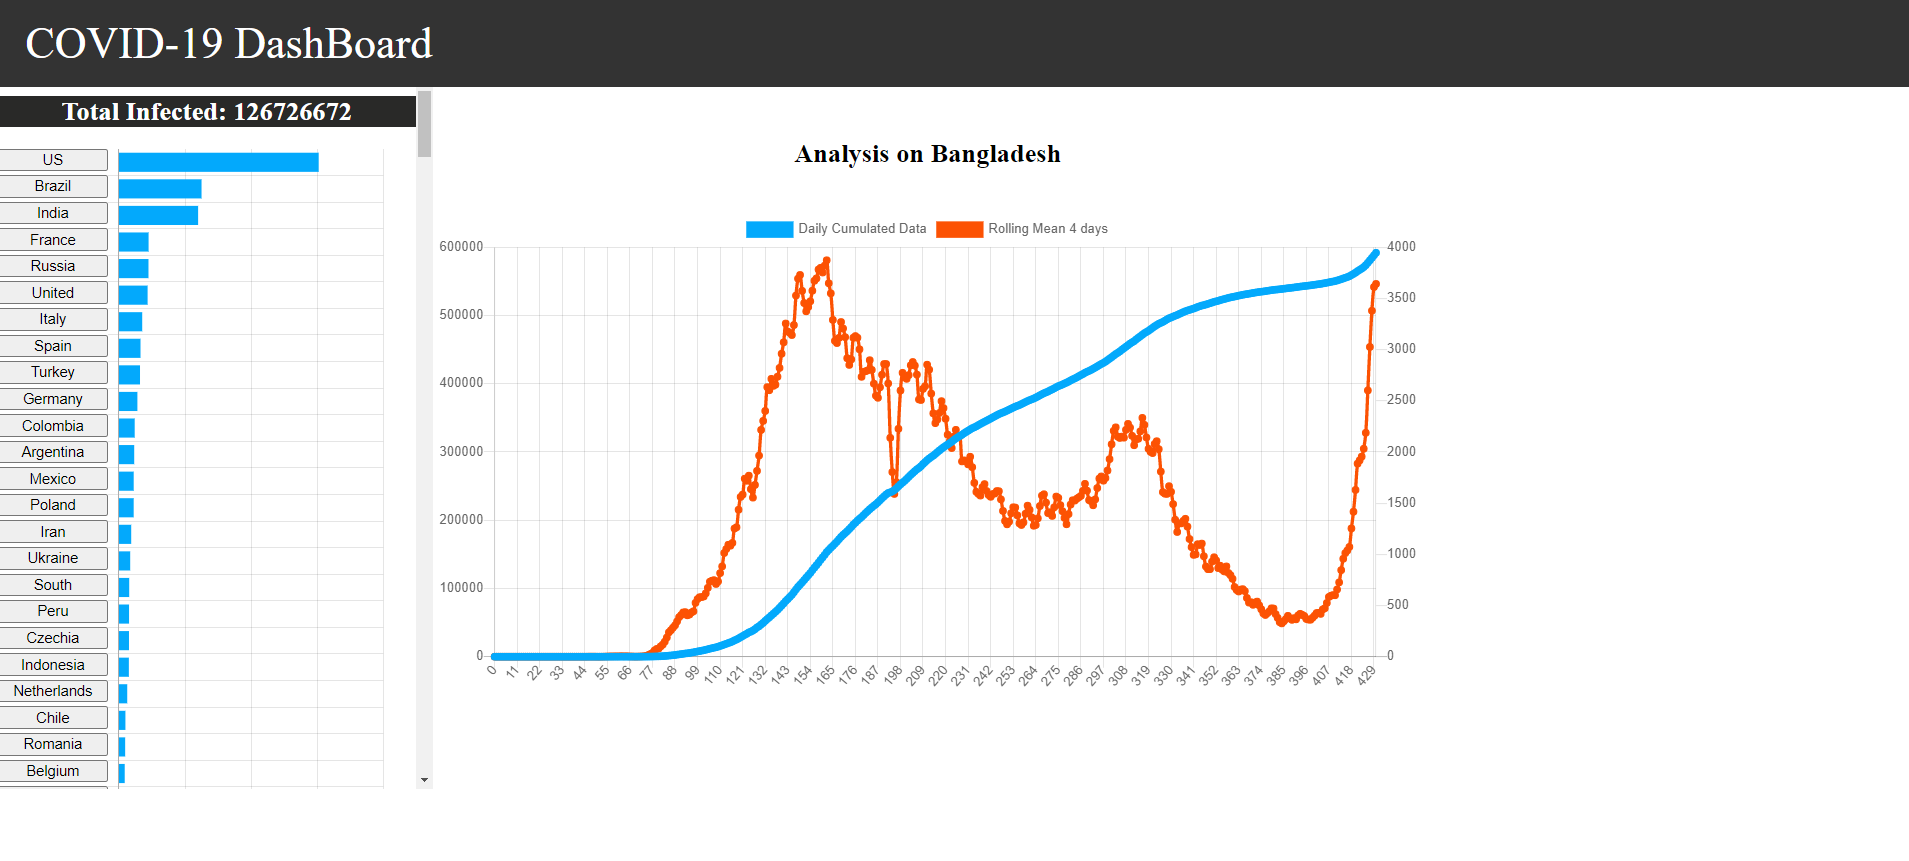 COVID-19 DashBoard
Total Infected: 126726672
US
Brazil
India
France
Russia
United
Italy
Spain
Turkey
Germany
Colombia
Argentina
Mexico
Poland
Iran
Ukraine
South
Peru
Czechia
Indonesia
Netherlands
Chile
Romania
Belgium
Analysis on Bangladesh
Daily Cumulated Data Rolling Mean 4 days
600000
500000
400000
300000
200000
100000
0
4000
3500
3000
2500
2000
1500
1000
500
0
0 11 22 33 44 55 66 77 88 99 110 121 132 143 154 165 176 187 198 209 220 231 242 253 264 275 286 297 308 319 330 341 352 363 374 385 396 407 418 429